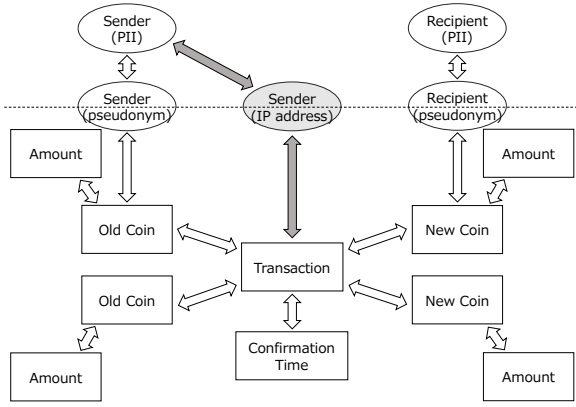 Sender
(PII)
Recipient
(PII)
Sender
(pseudonym)
Sender
(IP address)
Recipient
(pseudonym)
Amount
Amount
Old Coin
New Coin
Transaction
Old Coin
New Coin
Confirmation
Time
Amount
Amount